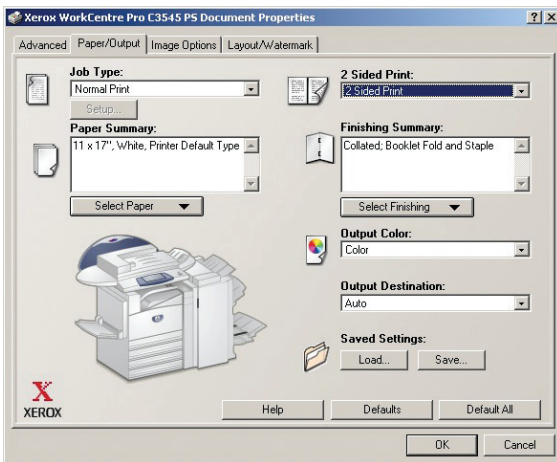 Xerox WorkCentre Pro C3545 PS Document Properties
Advanced Paper/Output Image Options Layout/Watermark
Job Type:
Normal Print
Setup...
2 Sided Print:
2 Sided Print
Paper Summary:
11 x 17", White, Printer Default Type
Select Paper
Finishing Summary:
Collated; Booklet Fold and Staple
Select Finishing
Output Color:
Color
Output Destination:
Auto
Saved Settings:
Load... Save...
X
XEROX
Help Defaults Default All
OK Cancel